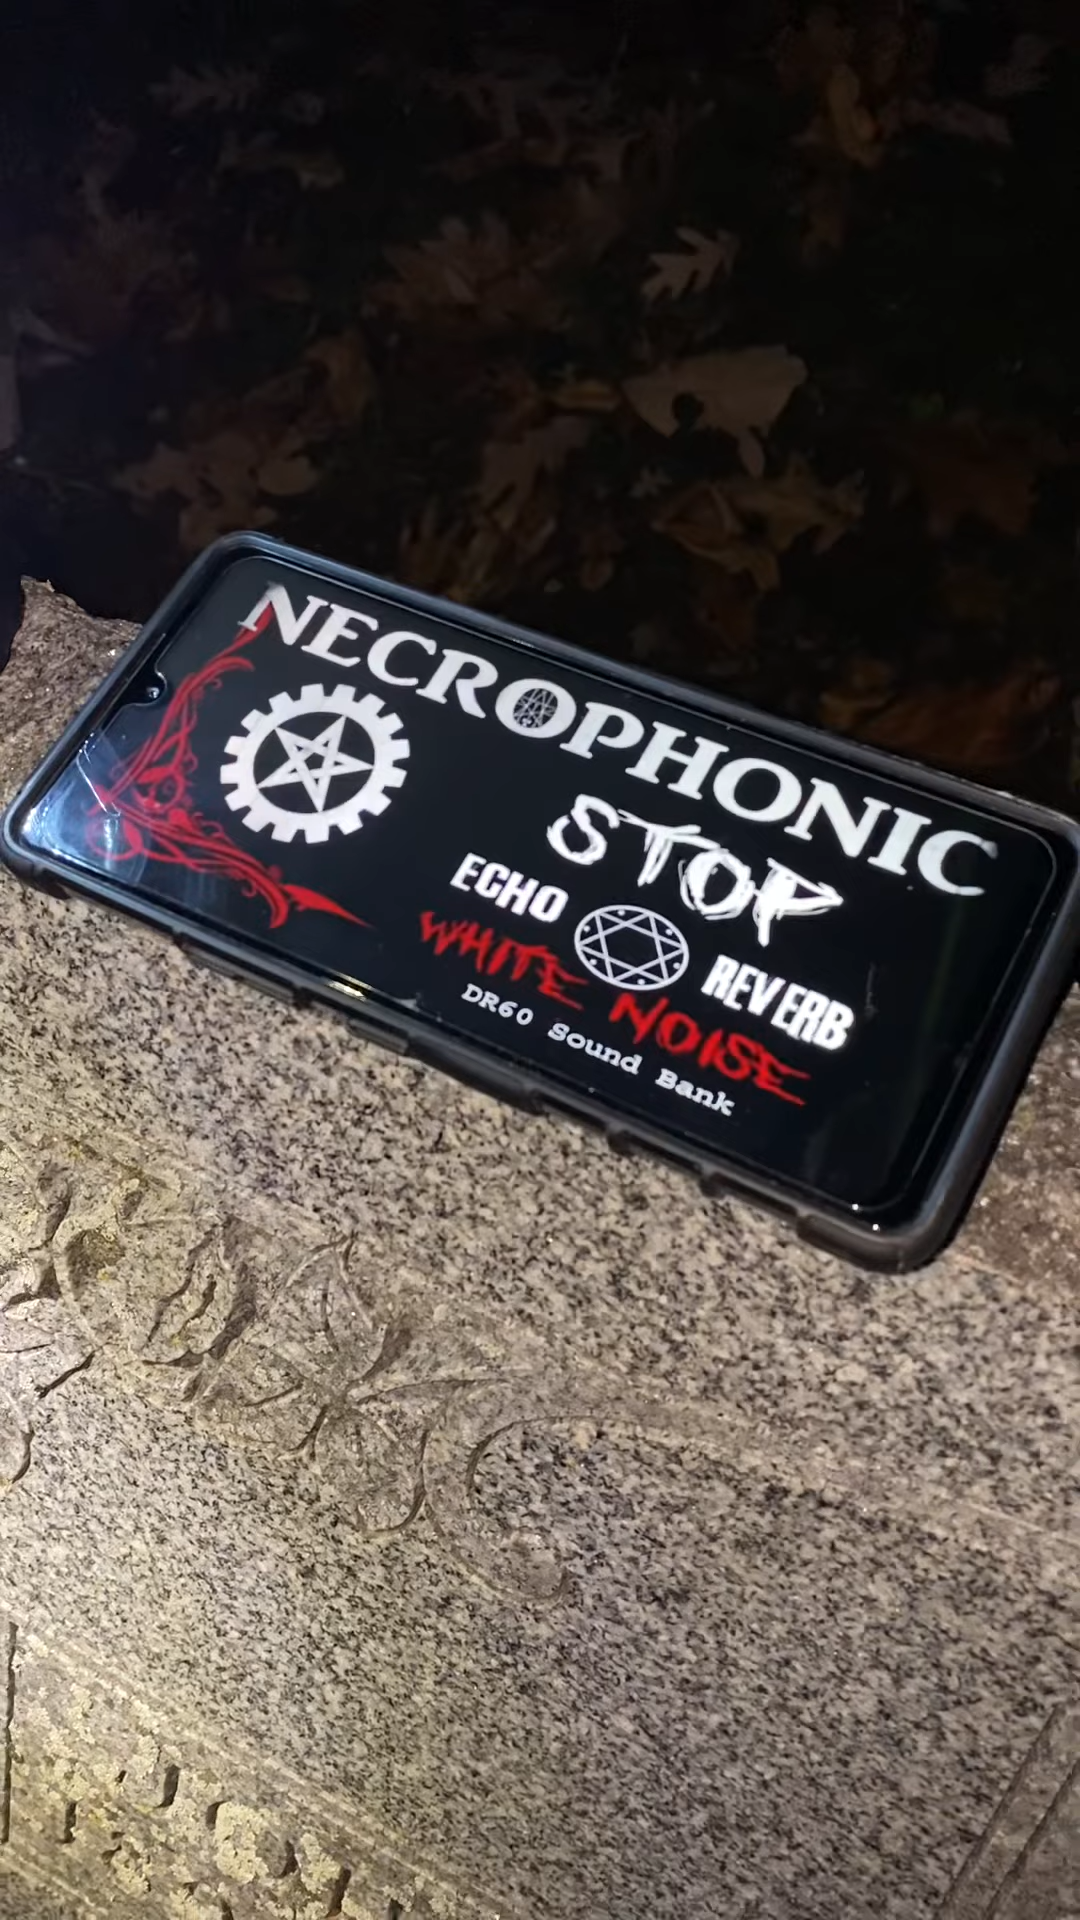 NECROPHONIC
STOP
ECHO
REVERB
WHITE NOISE
DR60 Sound Bank